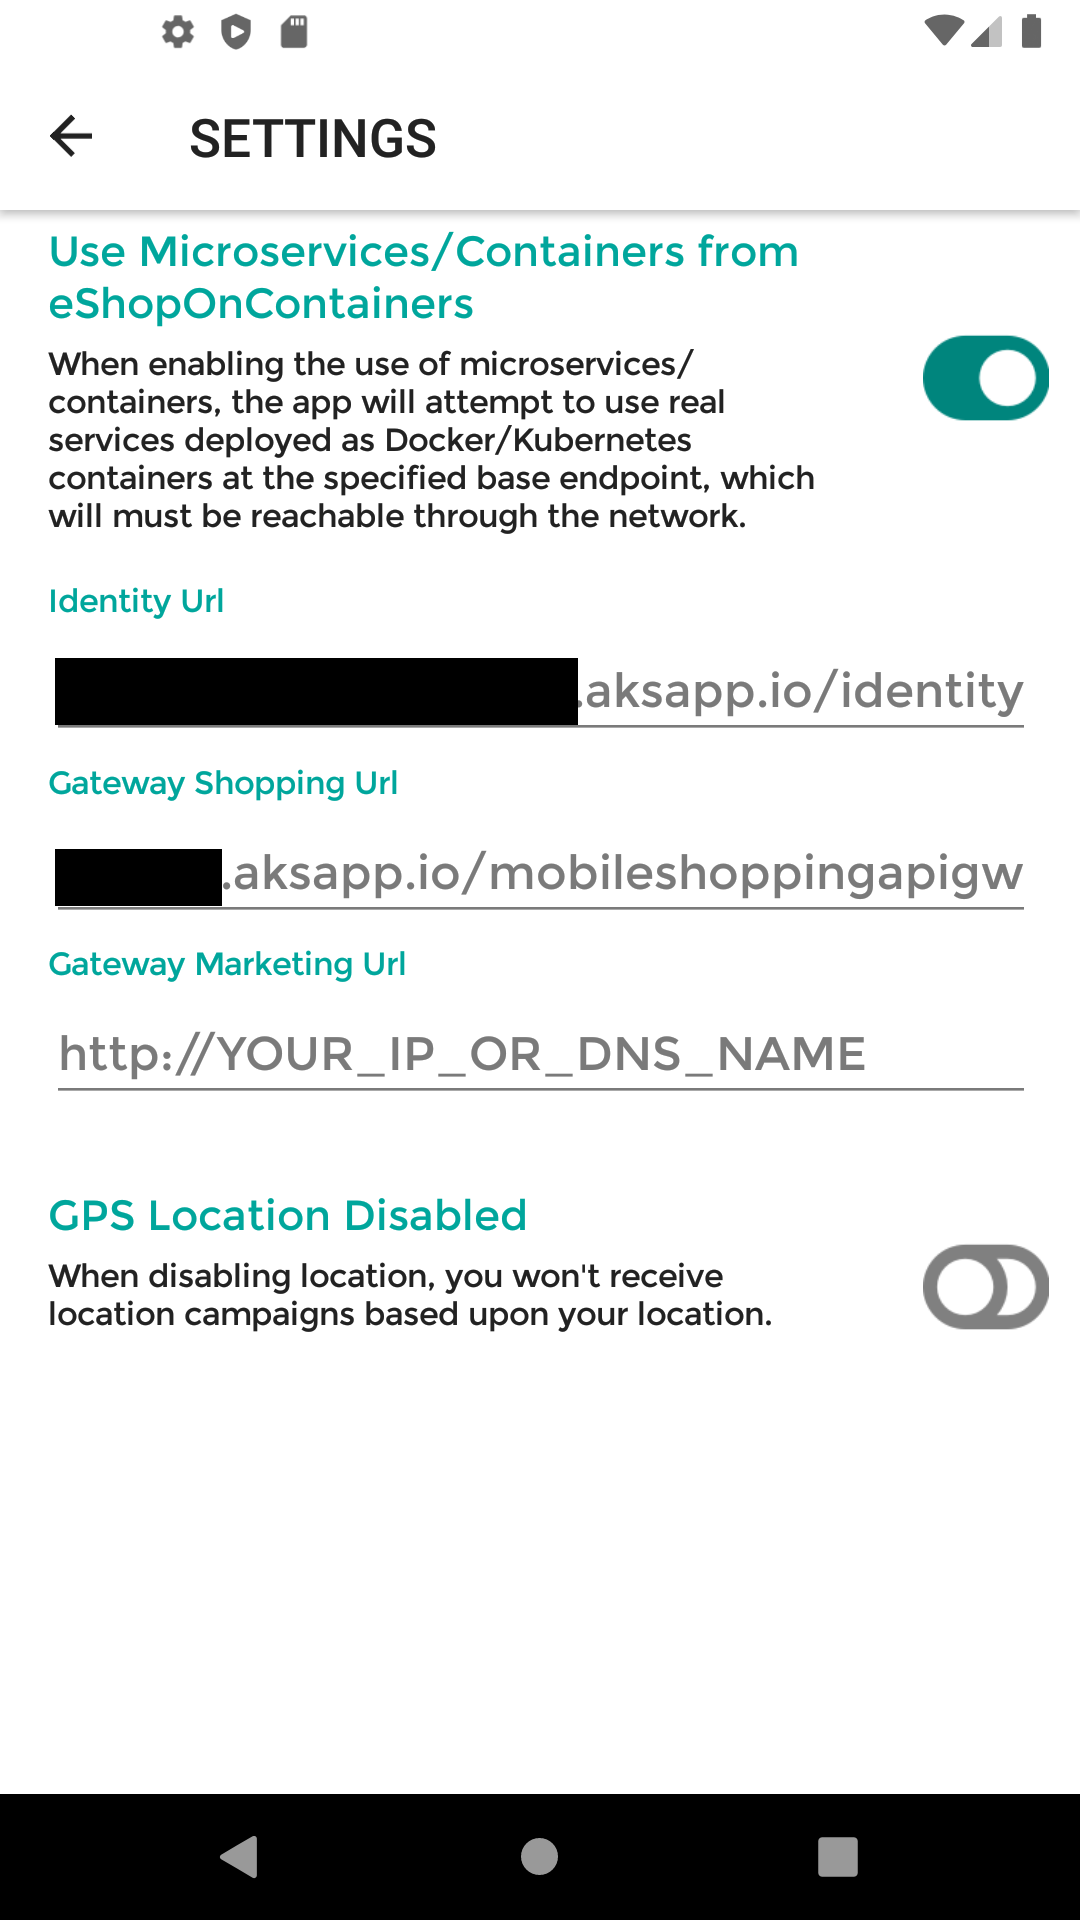 SETTINGS
Use Microservices/Containers from
eShopOnContainers
When enabling the use of microservices/
containers, the app will attempt to use real
services deployed as Docker/Kubernetes
containers at the specified base endpoint, which
will must be reachable through the network.
Identity Url
.aksapp.io/identity
Gateway Shopping Url
.aksapp.io/mobileshoppingapigw
Gateway Marketing Url
http://YOUR_IP_OR_DNS_NAME
GPS Location Disabled
When disabling location, you won't receive
location campaigns based upon your location.